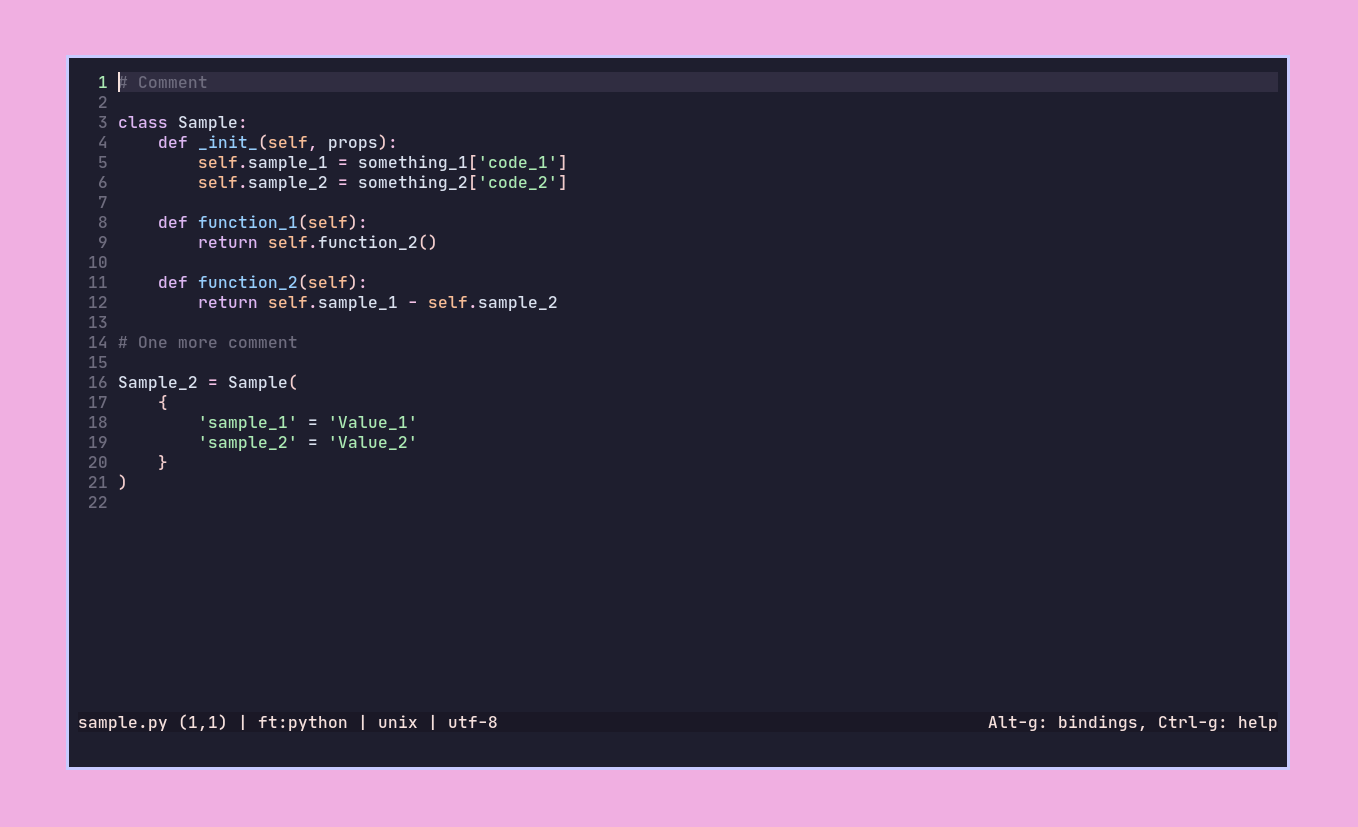 1 # Comment
2
3 class Sample:
4     def _init_(self, props):
5         self.sample_1 = something_1['code_1']
6         self.sample_2 = something_2['code_2']
7
8     def function_1(self):
9         return self.function_2()
10
11     def function_2(self):
12         return self.sample_1 - self.sample_2
13
14 # One more comment
15
16 Sample_2 = Sample(
17     {
18         'sample_1' = 'Value_1'
19         'sample_2' = 'Value_2'
20     }
21 )
22
sample.py (1,1) | ft:python | unix | utf-8 Alt-g: bindings, Ctrl-g: help